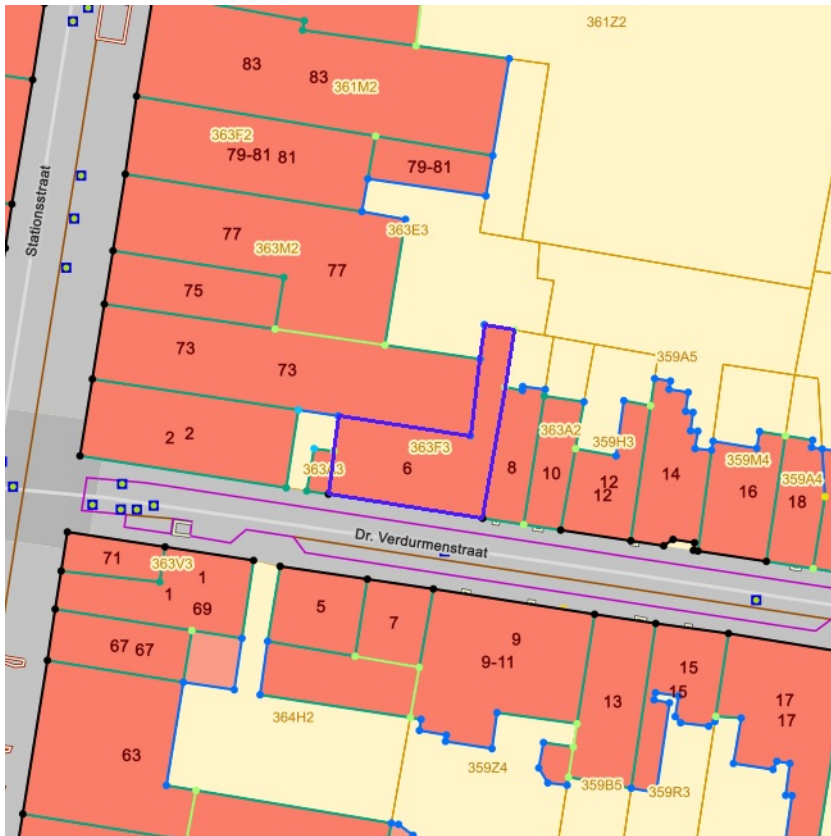 361Z2
83
83
361M2
363F2
79-81
81
79-81
Stationsstraat
363E3
77
363M2
77
75
73
73
359A5
2
2
363F3
363A3
6
8
363A2
10
359H3
12
12
14
359M4
16
359A4
18
Dr. Verdurmenstraat
71
363V3
1
1
69
5
7
67
67
9
9-11
13
15
15
17
17
364H2
63
359Z4
359B5
359R3